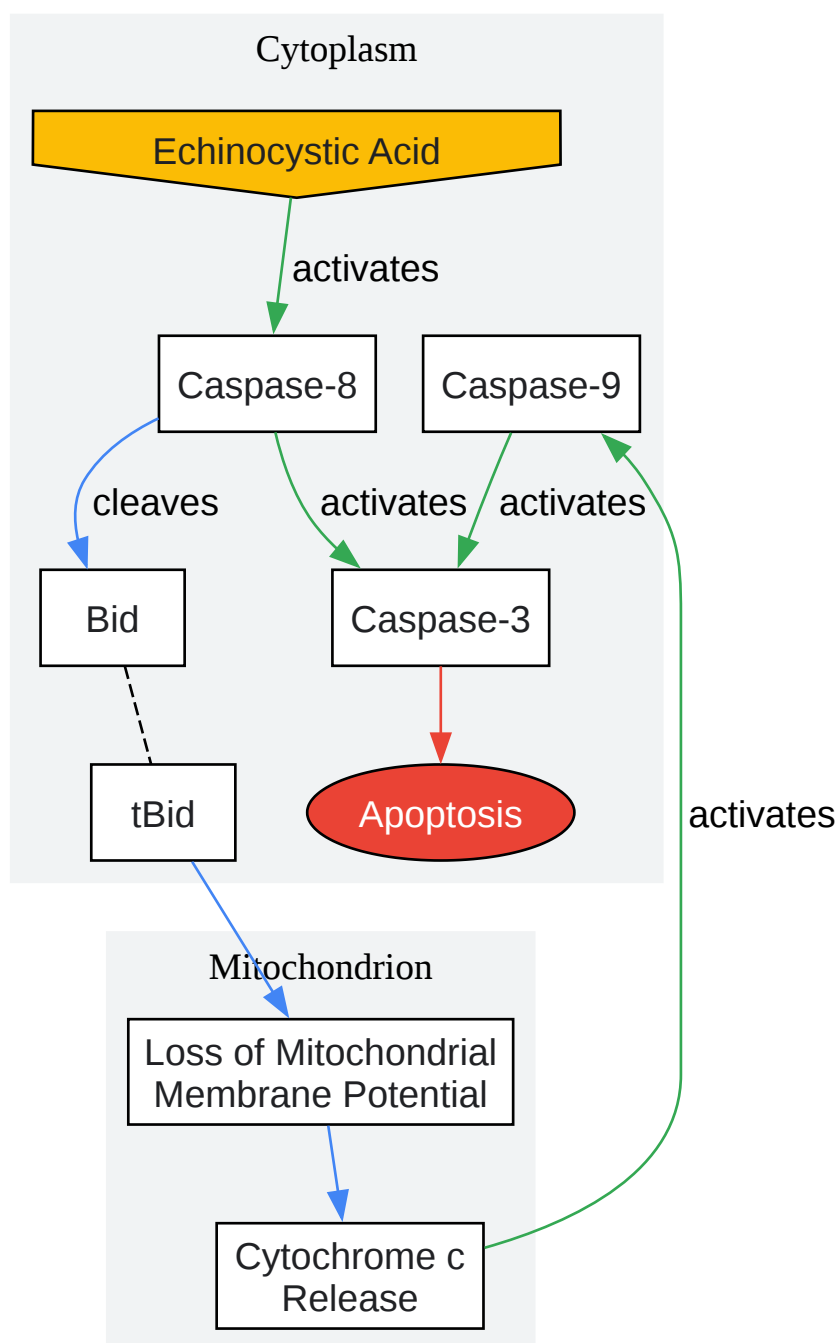 Cytoplasm
Echinocystic Acid
activates
Caspase-8
Caspase-9
cleaves
activates
activates
Bid
Caspase-3
tBid
Apoptosis
activates
Mitochondrion
Loss of Mitochondrial
Membrane Potential
Cytochrome c
Release